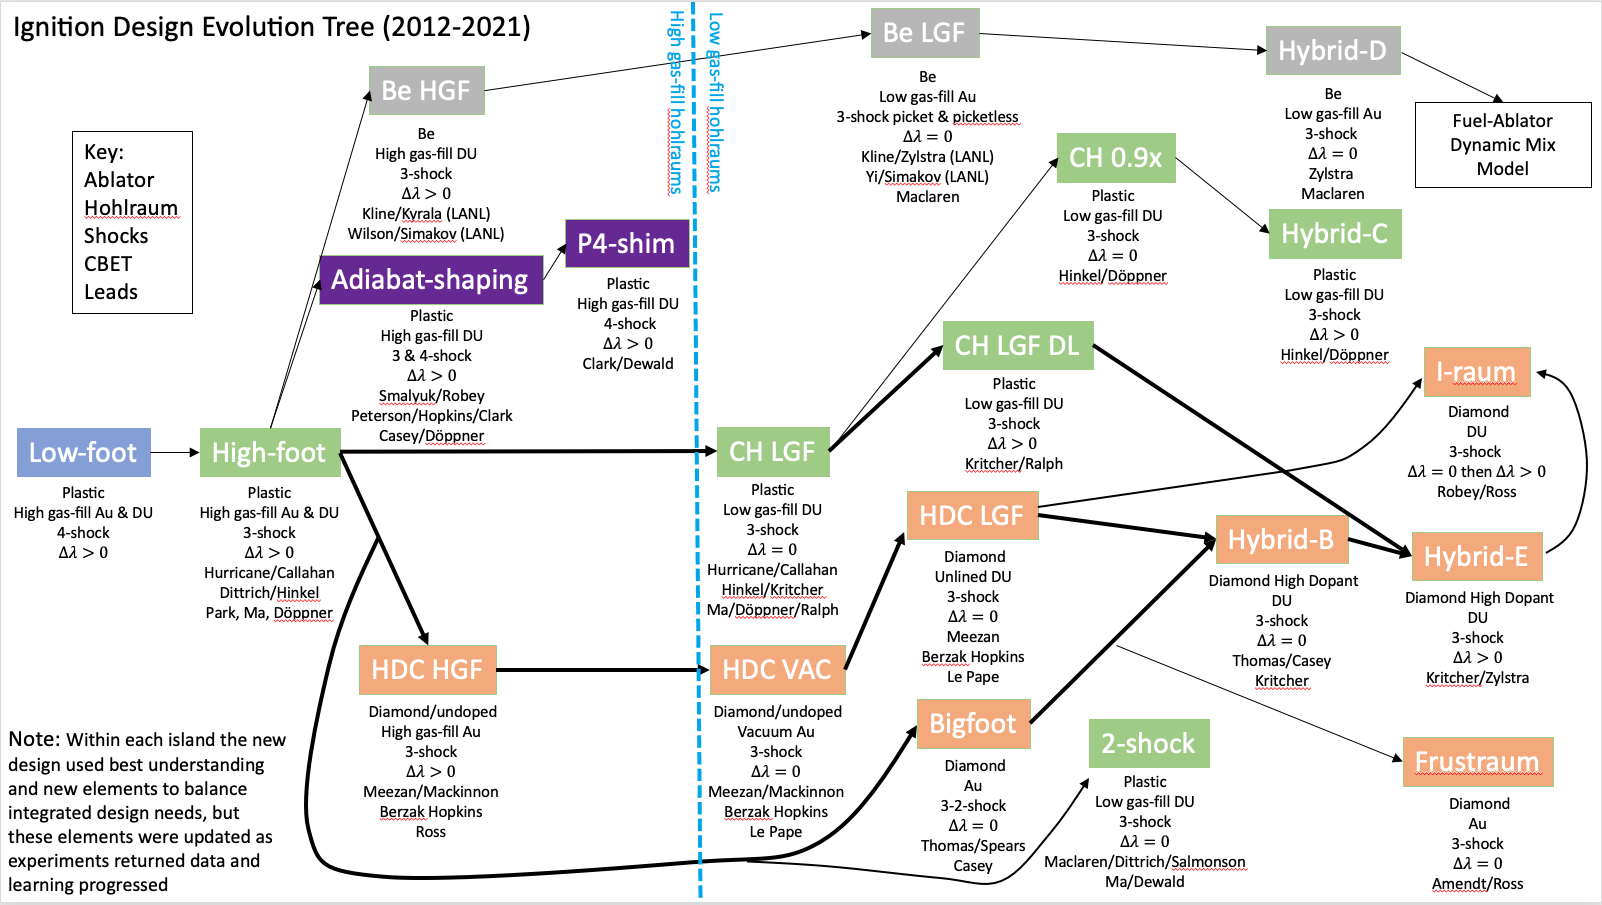 Ignition Design Evolution Tree (2012-2021)
High gas-fill hohlraums
Low gas-fill hohlraums
Key:
Ablator
Hohlraum
Shocks
CBET
Leads
Be HGF
Be
High gas-fill DU
3-shock
Δλ > 0
Kline/Kyrala (LANL)
Wilson/Simakov (LANL)
Be LGF
Be
Low gas-fill Au
3-shock picket & picketless
Δλ = 0
Kline/Zylstra (LANL)
Yi/Simakov (LANL)
Maclaren
Hybrid-D
Be
Low gas-fill Au
3-shock
Δλ = 0
Zylstra
Maclaren
Fuel-Ablator
Dynamic Mix
Model
Adiabat-shaping
Plastic
High gas-fill DU
3 & 4-shock
Δλ > 0
Smalyuk/Robey
Peterson/Hopkins/Clark
Casey/Döppner
P4-shim
Plastic
High gas-fill DU
4-shock
Δλ > 0
Clark/Dewald
CH 0.9x
Plastic
Low gas-fill DU
3-shock
Δλ = 0
Hinkel/Döppner
Hybrid-C
Plastic
Low gas-fill DU
3-shock
Δλ > 0
Hinkel/Döppner
CH LGF DL
Plastic
Low gas-fill DU
3-shock
Δλ > 0
Kritcher/Ralph
I-raum
Diamond
DU
3-shock
Δλ = 0 then Δλ > 0
Robey/Ross
Low-foot
Plastic
High gas-fill Au & DU
4-shock
Δλ > 0
High-foot
Plastic
High gas-fill Au & DU
3-shock
Δλ > 0
Hurricane/Callahan
Dittrich/Hinkel
Park, Ma, Döppner
CH LGF
Plastic
Low gas-fill DU
3-shock
Δλ = 0
Hurricane/Callahan
Hinkel/Kritcher
Ma/Döppner/Ralph
HDC LGF
Diamond
Unlined DU
3-shock
Δλ = 0
Meezan
Berzak Hopkins
Le Pape
Hybrid-B
Diamond High Dopant
DU
3-shock
Δλ = 0
Thomas/Casey
Kritcher
Hybrid-E
Diamond High Dopant
DU
3-shock
Δλ > 0
Kritcher/Zylstra
HDC HGF
Diamond/undoped
High gas-fill Au
3-shock
Δλ > 0
Meezan/Mackinnon
Berzak Hopkins
Ross
HDC VAC
Diamond/undoped
Vacuum Au
3-shock
Δλ = 0
Meezan/Mackinnon
Berzak Hopkins
Le Pape
Bigfoot
Diamond
Au
3-2-shock
Δλ = 0
Thomas/Spears
Casey
2-shock
Plastic
Low gas-fill DU
3-shock
Δλ = 0
Maclaren/Dittrich/Salmonson
Ma/Dewald
Frustraum
Diamond
Au
3-shock
Δλ = 0
Amendt/Ross
Note: Within each island the new
design used best understanding
and new elements to balance
integrated design needs, but
these elements were updated as
experiments returned data and
learning progressed